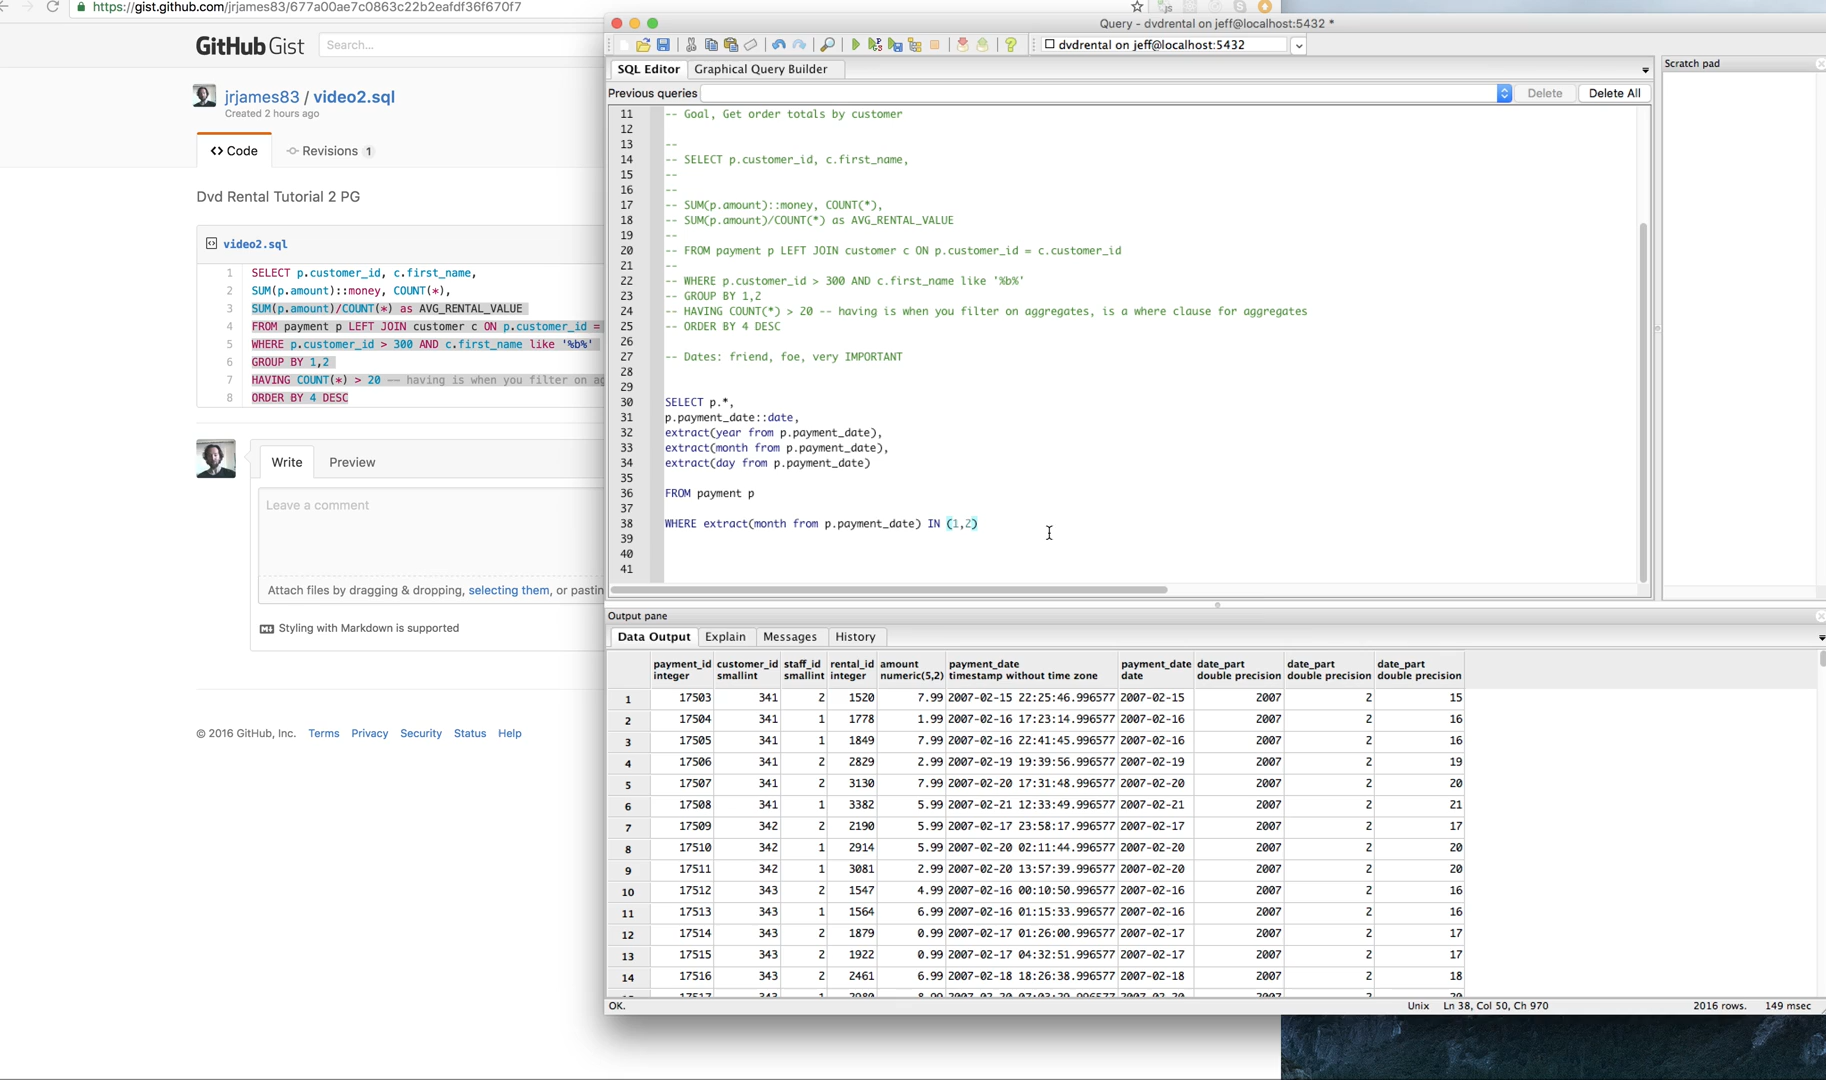 https://gist.github.com/jrjames83/677a00ae7c0863c22b2eafdf36f670f7
GitHub Gist Search...
jrjames83 / video2.sql
Created 2 hours ago
<> Code Revisions 1
Dvd Rental Tutorial 2 PG
video2.sql
1 SELECT p.customer_id, c.first_name,
2 SUM(p.amount)::money, COUNT(*),
3 SUM(p.amount)/COUNT(*) as AVG_RENTAL_VALUE
4 FROM payment p LEFT JOIN customer c ON p.customer_id =
5 WHERE p.customer_id > 300 AND c.first_name like '%b%'
6 GROUP BY 1,2
7 HAVING COUNT(*) > 20 -- having is when you filter on ag
8 ORDER BY 4 DESC
Write Preview
Leave a comment
Attach files by dragging & dropping, selecting them, or pastin
Styling with Markdown is supported
© 2016 GitHub, Inc. Terms Privacy Security Status Help
Query - dvdrental on jeff@localhost:5432 *
dvdrental on jeff@localhost:5432
SQL Editor Graphical Query Builder
Previous queries Delete Delete All
Scratch pad
11 -- Goal, Get order totals by customer
12
13 --
14 -- SELECT p.customer_id, c.first_name,
15 --
16 --
17 -- SUM(p.amount)::money, COUNT(*),
18 -- SUM(p.amount)/COUNT(*) as AVG_RENTAL_VALUE
19 --
20 -- FROM payment p LEFT JOIN customer c ON p.customer_id = c.customer_id
21 --
22 -- WHERE p.customer_id > 300 AND c.first_name like '%b%'
23 -- GROUP BY 1,2
24 -- HAVING COUNT(*) > 20 -- having is when you filter on aggregates, is a where clause for aggregates
25 -- ORDER BY 4 DESC
26
27 -- Dates: friend, foe, very IMPORTANT
28
29
30 SELECT p.*,
31 p.payment_date::date,
32 extract(year from p.payment_date),
33 extract(month from p.payment_date),
34 extract(day from p.payment_date)
35
36 FROM payment p
37
38 WHERE extract(month from p.payment_date) IN (1,2)
39
40
41
Output pane
Data Output Explain Messages History
payment_id customer_id staff_id rental_id amount payment_date payment_date date_part date_part date_part
integer smallint smallint integer numeric(5,2) timestamp without time zone date double precision double precision double precision
1 17503 341 2 1520 7.99 2007-02-15 22:25:46.996577 2007-02-15 2007 2 15
2 17504 341 1 1778 1.99 2007-02-16 17:23:14.996577 2007-02-16 2007 2 16
3 17505 341 1 1849 7.99 2007-02-16 22:41:45.996577 2007-02-16 2007 2 16
4 17506 341 2 2829 2.99 2007-02-19 19:39:56.996577 2007-02-19 2007 2 19
5 17507 341 2 3130 7.99 2007-02-20 17:31:48.996577 2007-02-20 2007 2 20
6 17508 341 1 3382 5.99 2007-02-21 12:33:49.996577 2007-02-21 2007 2 21
7 17509 342 2 2190 5.99 2007-02-17 23:58:17.996577 2007-02-17 2007 2 17
8 17510 342 1 2914 5.99 2007-02-20 02:11:44.996577 2007-02-20 2007 2 20
9 17511 342 1 3081 2.99 2007-02-20 13:57:39.996577 2007-02-20 2007 2 20
10 17512 343 2 1547 4.99 2007-02-16 00:10:50.996577 2007-02-16 2007 2 16
11 17513 343 1 1564 6.99 2007-02-16 01:15:33.996577 2007-02-16 2007 2 16
12 17514 343 2 1879 0.99 2007-02-17 01:26:00.996577 2007-02-17 2007 2 17
13 17515 343 2 1922 0.99 2007-02-17 04:32:51.996577 2007-02-17 2007 2 17
14 17516 343 2 2461 6.99 2007-02-18 18:26:38.996577 2007-02-18 2007 2 18
OK. Unix Ln 38, Col 50, Ch 970 2016 rows. 149 msec